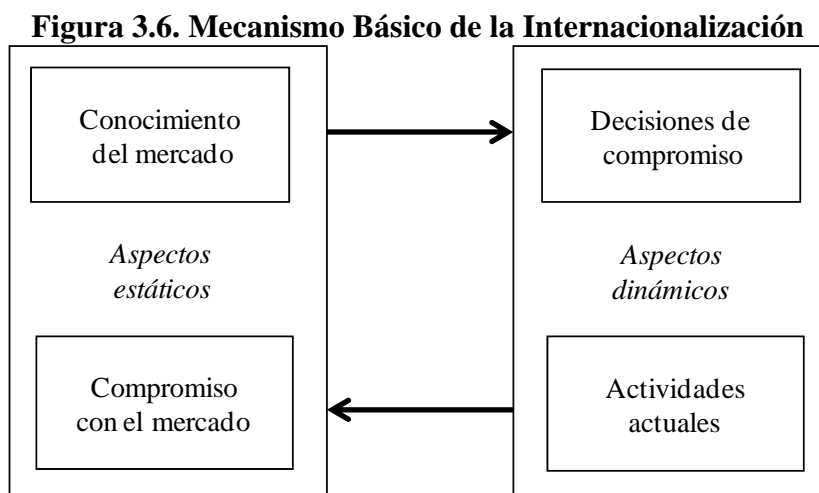 Figura 3.6. Mecanismo Básico de la Internacionalización
Conocimiento
del mercado
Decisiones de
compromiso
Aspectos
estáticos
Aspectos
dinámicos
Compromiso
con el mercado
Actividades
actuales